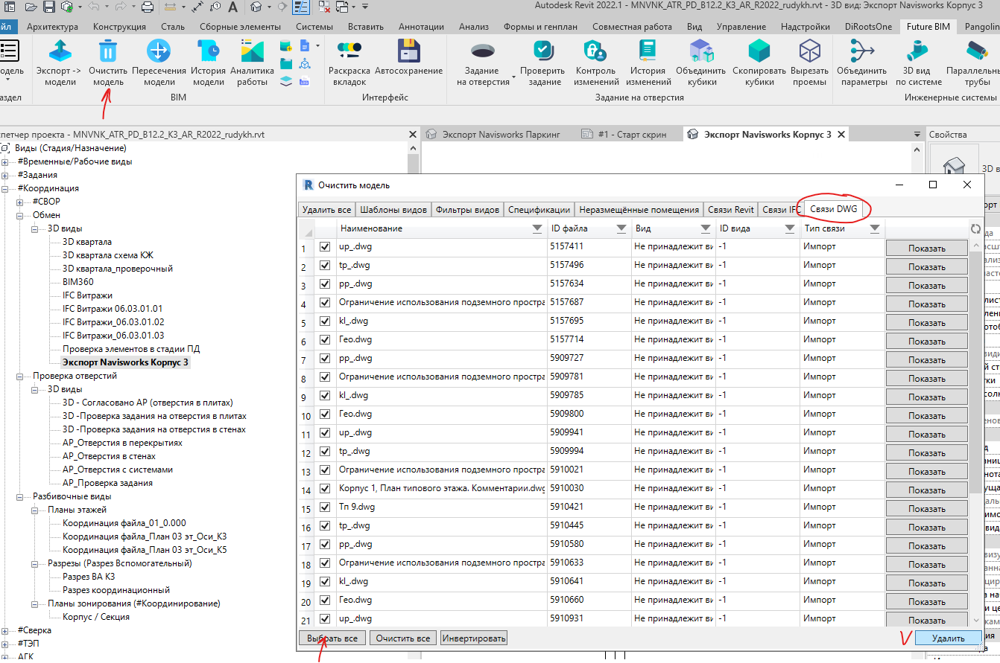 Autodesk Revit 2022.1 - MNVNK_ATR_PD_B12.2_K3_AR_R2022_rudykh.rvt - 3D вид: Экспорт Navisworks Корпус 3
йл Архитектура Конструкция Сталь Сборные элементы Системы Вставить Аннотации Анализ Формы и генплан Совместная работа Вид Управление Надстройки DiRootsOne Future BIM Pangolin
одель Экспорт -> Очистить Пересечения История Аналитика Раскраска Автосохранение Задание Проверить Контроль История Объединить Скопировать Вырезать Объединить 3D вид Параллельны
модели модель модели модели работы вкладок на отверстия задание изменений изменений кубики кубики проемы параметры по системе трубы
аздел BIM Интерфейс Задание на отверстия Инженерные системы
петчер проекта - MNVNK_ATR_PD_B12.2_K3_AR_R2022_rudykh.rvt
Экспорт Navisworks Паркинг #1 - Старт скрин Экспорт Navisworks Корпус 3 Свойства
Виды (Стадия/Назначение)
#Временные/Рабочие виды
#Задания
#Координация
#СВОР
Обмен
3D виды
3D квартала
3D квартала схема КЖ
3D квартала_проверочный
BIM360
IFC Витражи
IFC Витражи 06.03.01.01
IFC Витражи_06.03.01.02
IFC Витражи_06.03.01.03
Проверка элементов в стадии ПД
Экспорт Navisworks Корпус 3
Проверка отверстий
3D виды
3D - Согласовано АР (отверстия в плитах)
3D -Проверка задания на отверстия в плитах
3D -Проверка задания на отверстия в стенах
АР_Отверстия в перекрытиях
АР_Отверстия в стенах
АР_Отверстия с системами
АР_Проверка задания
Разбивочные виды
Планы этажей
Координация файла_01_0.000
Координация файла_План 03 эт_Оси_К3
Координация файла_План 03 эт_Оси_К5
Разрезы (Разрез Вспомогательный)
Разрез ВА К3
Разрез координационный
Планы зонирования (#Координирование)
Корпус / Секция
#Сверка
#ТЭП
АГК
Очистить модель
Удалить все Шаблоны видов Фильтры видов Спецификации Неразмещённые помещения Связи Revit Связи IFC Связи DWG
Наименование ID файла Вид ID вида Тип связи
1 up_.dwg 5157411 Не принадлежит ви -1 Импорт Показать
2 tp_.dwg 5157496 Не принадлежит ви -1 Импорт Показать
3 pp_.dwg 5157634 Не принадлежит ви -1 Импорт Показать
4 Ограничение использования подземного простра 5157687 Не принадлежит ви -1 Импорт Показать
5 kl_.dwg 5157695 Не принадлежит ви -1 Импорт Показать
6 Гео.dwg 5157714 Не принадлежит ви -1 Импорт Показать
7 pp_.dwg 5909727 Не принадлежит ви -1 Импорт Показать
8 Ограничение использования подземного простра 5909781 Не принадлежит ви -1 Импорт Показать
9 kl_.dwg 5909785 Не принадлежит ви -1 Импорт Показать
10 Гео.dwg 5909800 Не принадлежит ви -1 Импорт Показать
11 up_.dwg 5909941 Не принадлежит ви -1 Импорт Показать
12 tp_.dwg 5909994 Не принадлежит ви -1 Импорт Показать
13 Ограничение использования подземного простра 5910021 Не принадлежит ви -1 Импорт Показать
14 Корпус 1, План типового этажа. Комментарии.dwg 5910030 Не принадлежит ви -1 Импорт Показать
15 Тп 9.dwg 5910421 Не принадлежит ви -1 Импорт Показать
16 tp_.dwg 5910445 Не принадлежит ви -1 Импорт Показать
17 pp_.dwg 5910580 Не принадлежит ви -1 Импорт Показать
18 Ограничение использования подземного простра 5910633 Не принадлежит ви -1 Импорт Показать
19 kl_.dwg 5910641 Не принадлежит ви -1 Импорт Показать
20 Гео.dwg 5910660 Не принадлежит ви -1 Импорт Показать
21 up_.dwg 5910931 Не принадлежит ви -1 Импорт Показать
Выбрать все Очистить все Инвертировать V Удалить